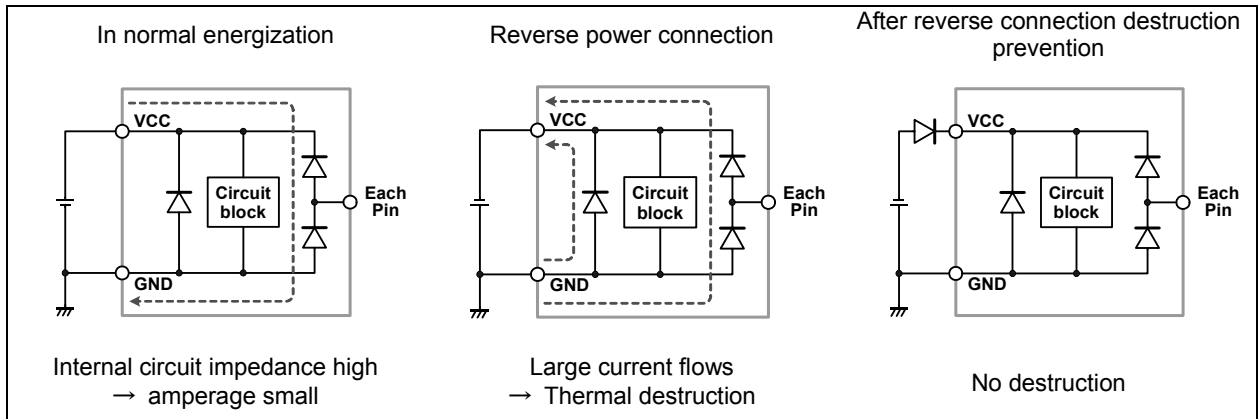 In normal energization
VCC
Circuit
block
Each
Pin
GND
Internal circuit impedance high
→ amperage small
Reverse power connection
VCC
Circuit
block
Each
Pin
GND
Large current flows
→ Thermal destruction
After reverse connection destruction
prevention
VCC
Circuit
block
Each
Pin
GND
No destruction